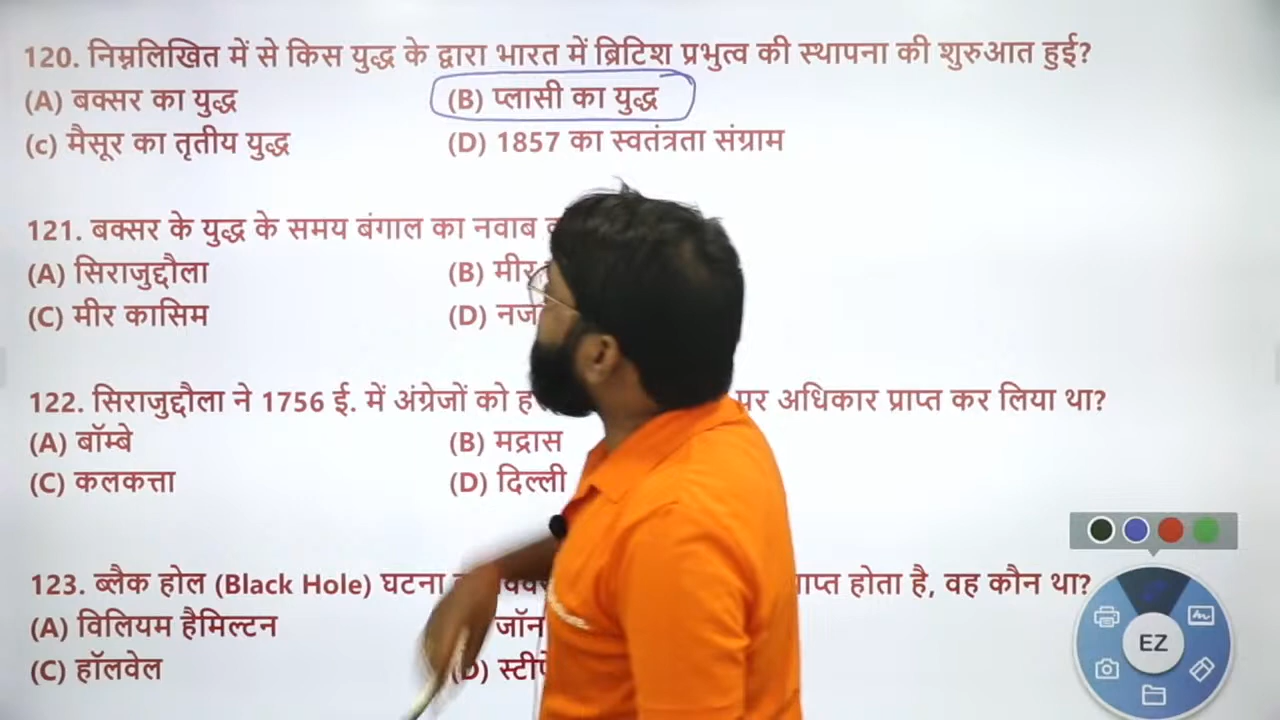 120. निम्नलिखित में से किस युद्ध के द्वारा भारत में ब्रिटिश प्रभुत्व की स्थापना की शुरुआत हुई?
(A) बक्सर का युद्ध (B) प्लासी का युद्ध
(c) मैसूर का तृतीय युद्ध (D) 1857 का स्वतंत्रता संग्राम
121. बक्सर के युद्ध के समय बंगाल का नवाब
(A) सिराजुद्दौला (B) मीर
(C) मीर कासिम (D)
122. सिराजुद्दौला ने 1756 ई. में अंग्रेजों को पर अधिकार प्राप्त कर लिया था?
(A) बॉम्बे (B) मद्रास
(C) कलकत्ता (D) दिल्ली
123. ब्लैक होल (Black Hole) घटना होता है, वह कौन था?
(A) विलियम हैमिल्टन जॉन
(C) हॉलवेल (D)
EZ